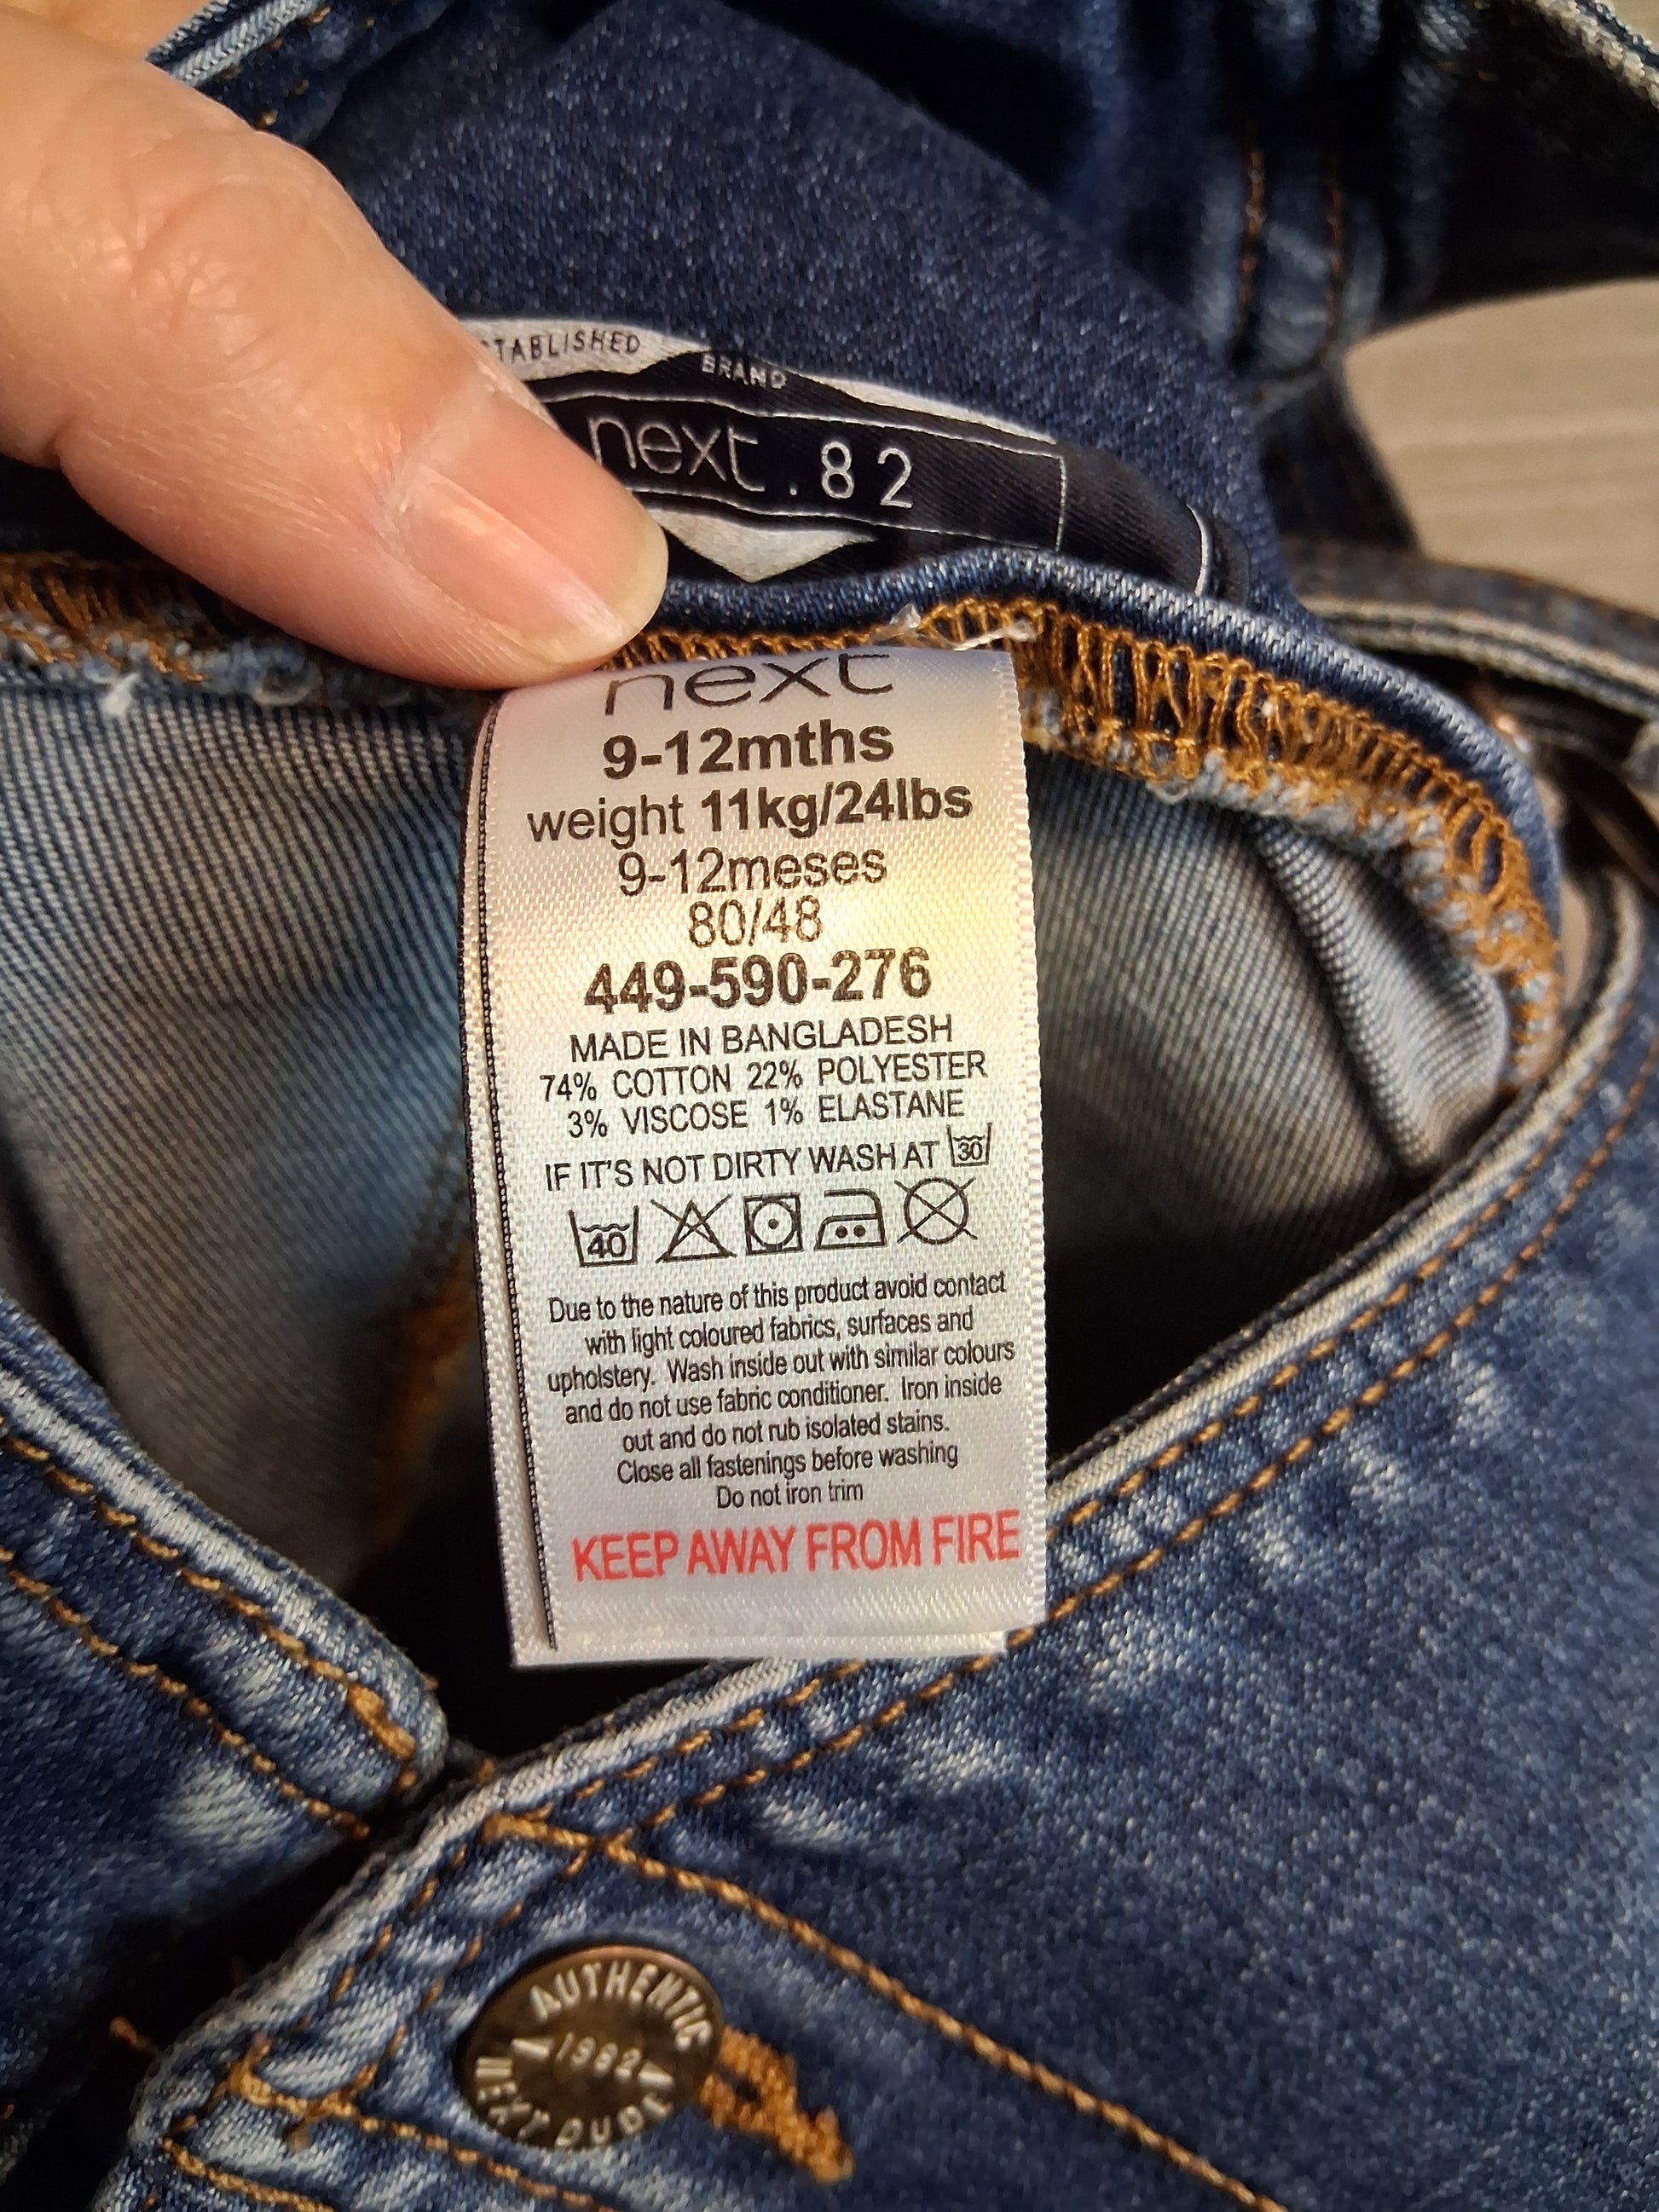 TABLISHED
BRAND
next.82
next
9-12mths
weight 11kg/24lbs
9-12meses
80/48
449-590-276
MADE IN BANGLADESH
74% COTTON 22% POLYESTER
3% VISCOSE 1% ELASTANE
IF IT'S NOT DIRTY WASH AT 30
40
Due to the nature of this product avoid contact
with light coloured fabrics, surfaces and
upholstery. Wash inside out with similar colours
and do not use fabric conditioner. Iron inside
out and do not rub isolated stains.
Close all fastenings before washing
Do not iron trim
KEEP AWAY FROM FIRE
AUTHENTIC
1982
NEXT DUDE